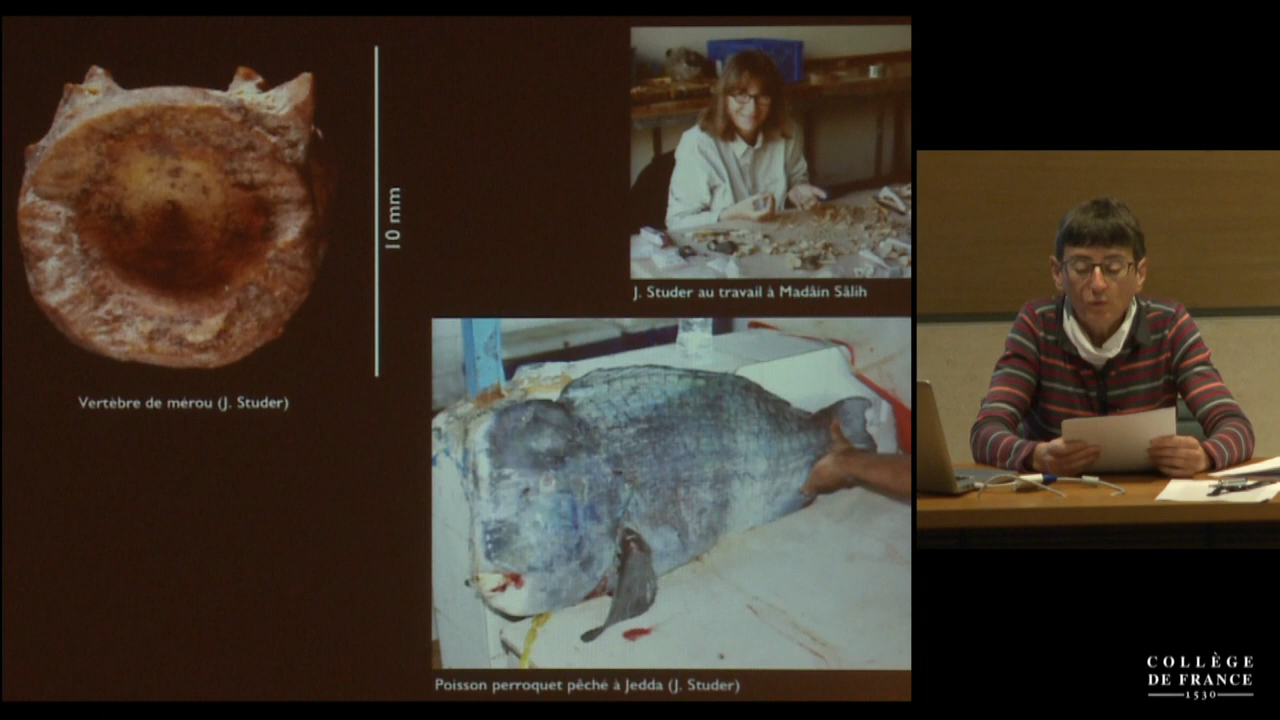 10 mm
J. Studer au travail à Madâin Sâlih
Vertèbre de mérou (J. Studer)
Poisson perroquet pêché à Jedda (J. Studer)
COLLÈGE
DE FRANCE
1530